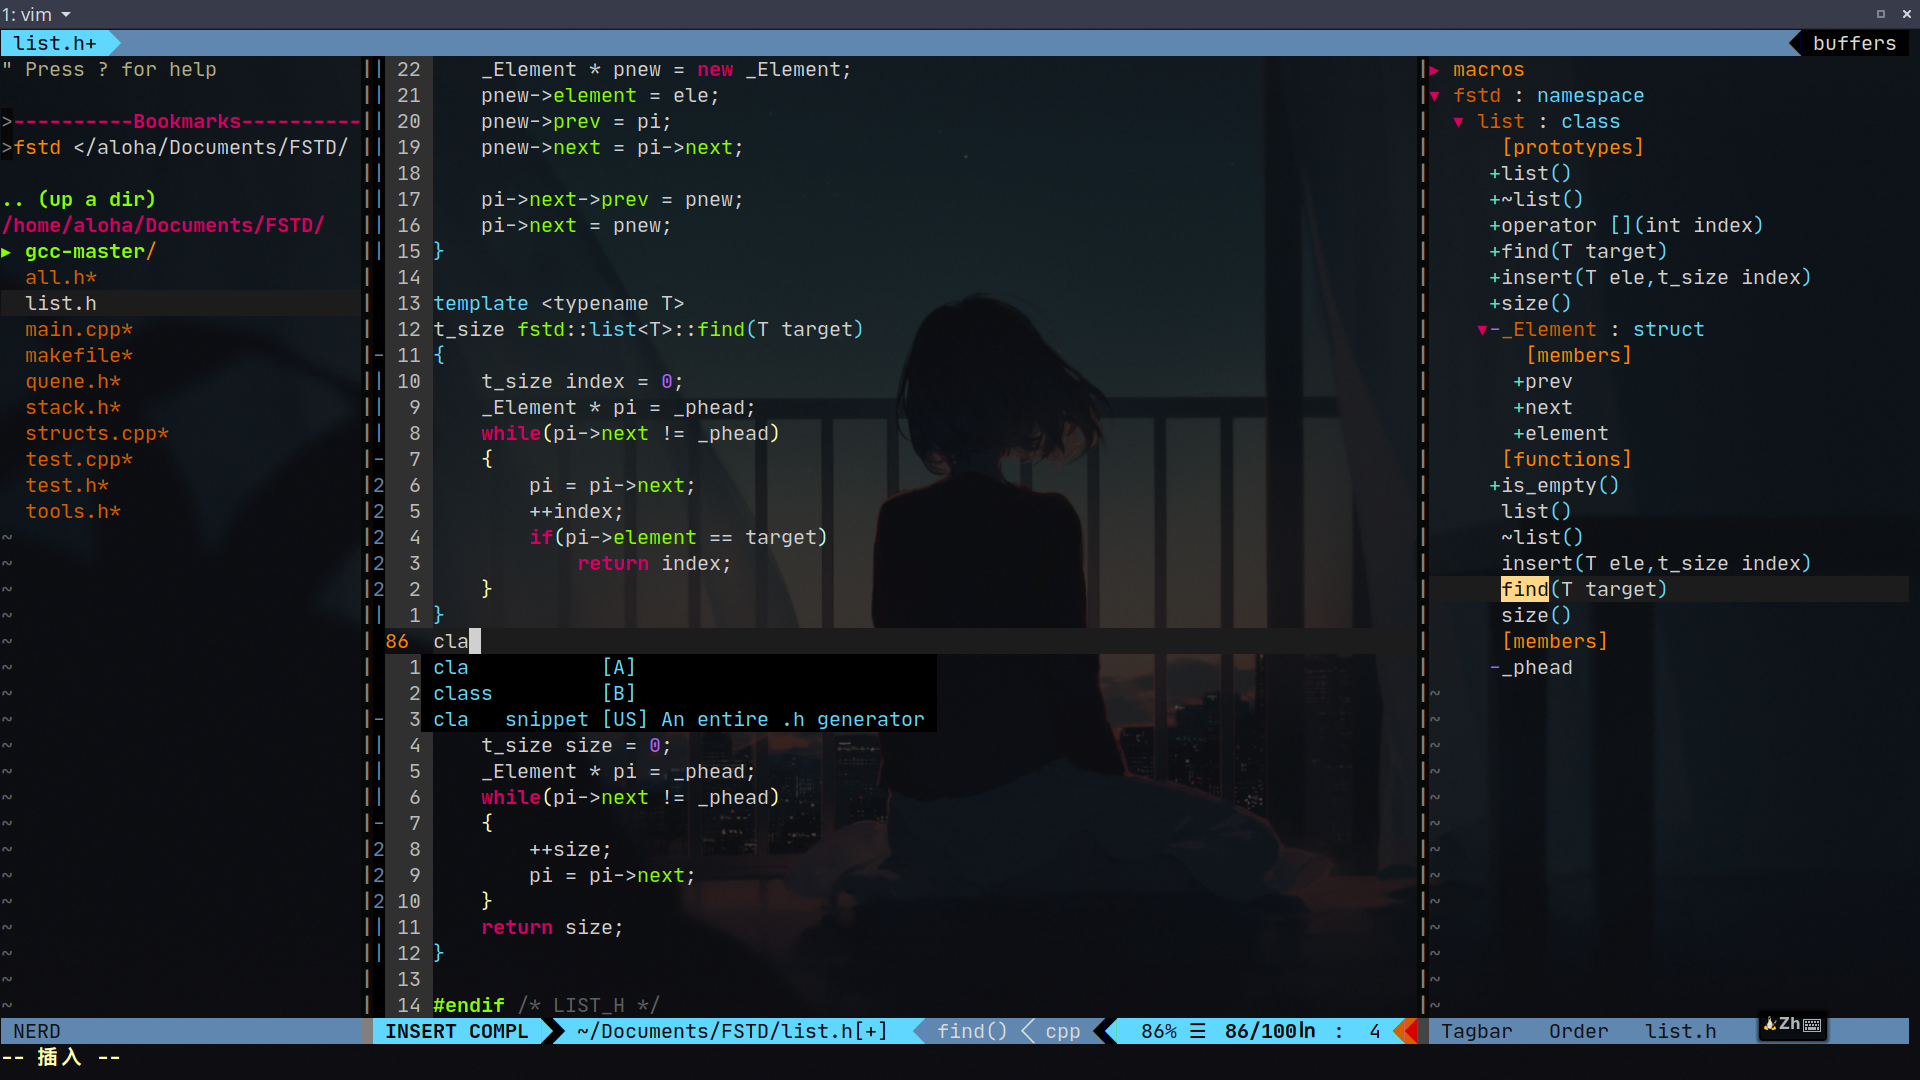 1: vim
list.h+
buffers
" Press ? for help
>----------Bookmarks----------
>fstd </aloha/Documents/FSTD/
.. (up a dir)
/home/aloha/Documents/FSTD/
▸ gcc-master/
all.h*
list.h
main.cpp*
makefile*
quene.h*
stack.h*
structs.cpp*
test.cpp*
test.h*
tools.h*
22     _Element * pnew = new _Element;
21     pnew->element = ele;
20     pnew->prev = pi;
19     pnew->next = pi->next;
18
17     pi->next->prev = pnew;
16     pi->next = pnew;
15 }
14
13 template <typename T>
12 t_size fstd::list<T>::find(T target)
11 {
10     t_size index = 0;
9     _Element * pi = _phead;
8     while(pi->next != _phead)
7     {
6         pi = pi->next;
5         ++index;
4         if(pi->element == target)
3             return index;
2     }
1 }
86 cla
1 cla           [A]
2 class         [B]
3 cla   snippet [US] An entire .h generator
4     t_size size = 0;
5     _Element * pi = _phead;
6     while(pi->next != _phead)
7     {
8         ++size;
9         pi = pi->next;
10     }
11     return size;
12 }
13
14 #endif /* LIST_H */
▸ macros
▾ fstd : namespace
▾ list : class
[prototypes]
+list()
+~list()
+operator [](int index)
+find(T target)
+insert(T ele,t_size index)
+size()
▾-_Element : struct
[members]
+prev
+next
+element
[functions]
+is_empty()
list()
~list()
insert(T ele,t_size index)
find(T target)
size()
[members]
-_phead
NERD
INSERT COMPL
~/Documents/FSTD/list.h[+]
find()
cpp
86% ☰ 86/100ln : 4
Tagbar   Order   list.h
Zh
-- 插入 --